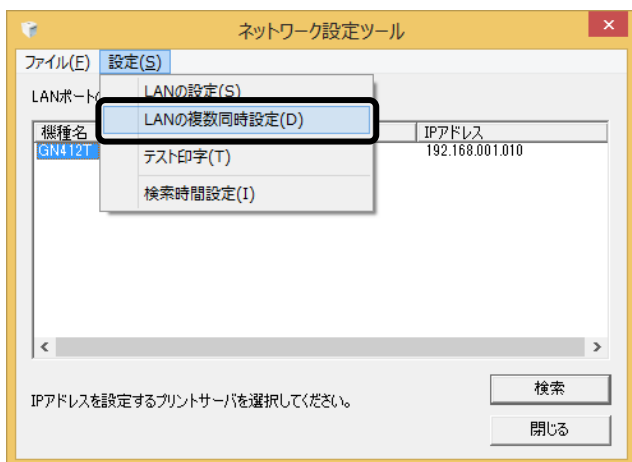 ネットワーク設定ツール
ファイル(F) 設定(S)
LANポート
LANの設定(S)
LANの複数同時設定(D)
テスト印字(T)
検索時間設定(I)
機種名 IPアドレス
GN412T 192.168.001.010
検索
IPアドレスを設定するプリントサーバを選択してください。
閉じる